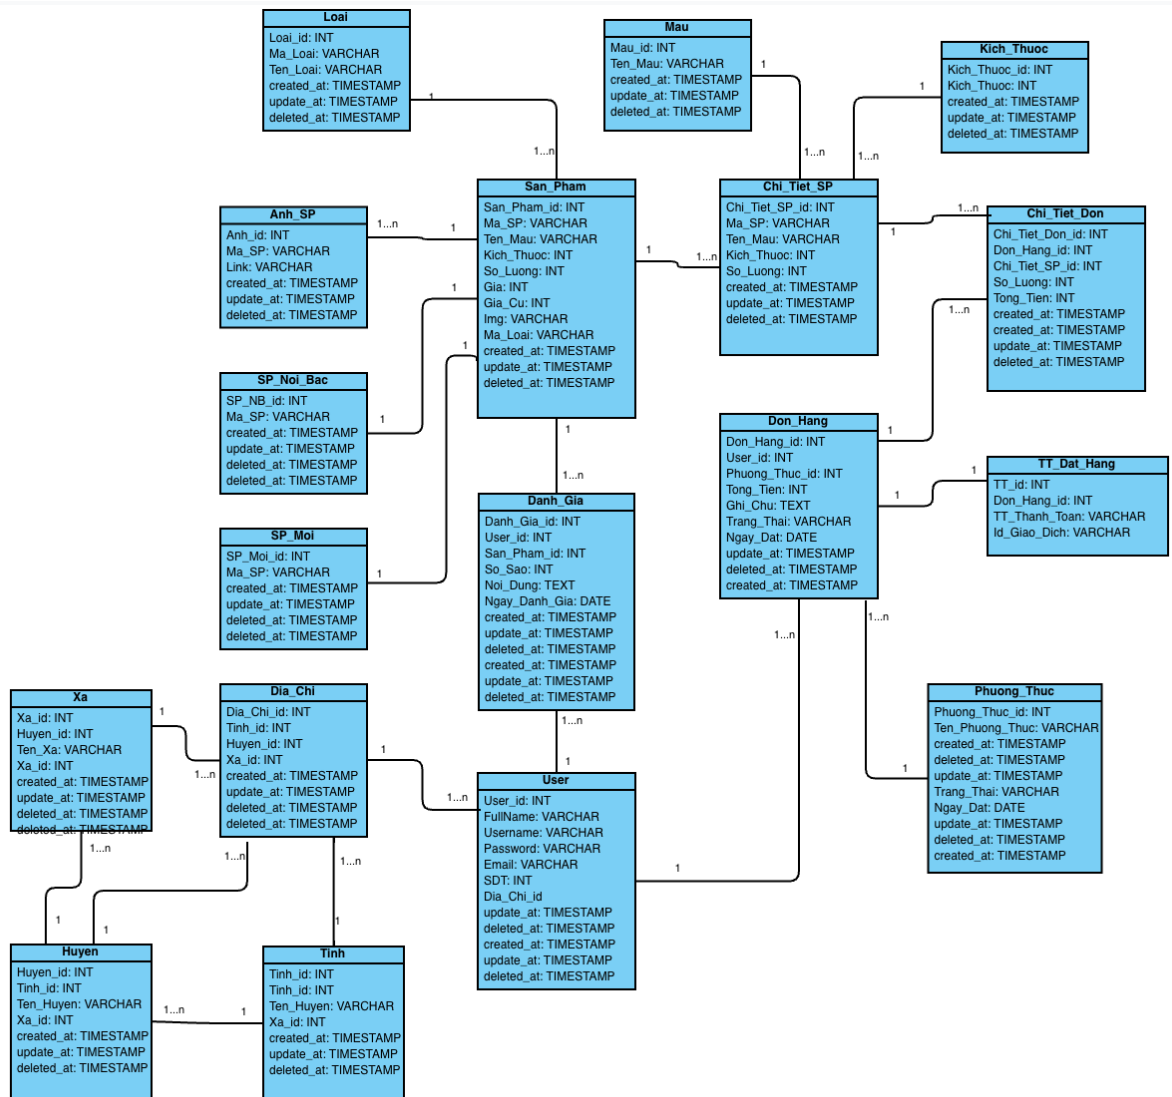 Loai
Loai_id: INT
Ma_Loai: VARCHAR
Ten_Loai: VARCHAR
created_at: TIMESTAMP
update_at: TIMESTAMP
deleted_at: TIMESTAMP
1
1...n
Mau
Mau_id: INT
Ten_Mau: VARCHAR
created_at: TIMESTAMP
update_at: TIMESTAMP
deleted_at: TIMESTAMP
1
1...n
Kich_Thuoc
Kich_Thuoc_id: INT
Kich_Thuoc: INT
created_at: TIMESTAMP
update_at: TIMESTAMP
deleted_at: TIMESTAMP
1
1...n
Anh_SP
Anh_id: INT
Ma_SP: VARCHAR
Link: VARCHAR
created_at: TIMESTAMP
update_at: TIMESTAMP
deleted_at: TIMESTAMP
1...n
1
San_Pham
San_Pham_id: INT
Ma_SP: VARCHAR
Ten_Mau: VARCHAR
Kich_Thuoc: INT
So_Luong: INT
Gia: INT
Gia_Cu: INT
Img: VARCHAR
Ma_Loai: VARCHAR
created_at: TIMESTAMP
update_at: TIMESTAMP
deleted_at: TIMESTAMP
1
1...n
Chi_Tiet_SP
Chi_Tiet_SP_id: INT
Ma_SP: VARCHAR
Ten_Mau: VARCHAR
Kich_Thuoc: INT
So_Luong: INT
created_at: TIMESTAMP
update_at: TIMESTAMP
deleted_at: TIMESTAMP
1
1...n
Chi_Tiet_Don
Chi_Tiet_Don_id: INT
Don_Hang_id: INT
Chi_Tiet_SP_id: INT
So_Luong: INT
Tong_Tien: INT
created_at: TIMESTAMP
created_at: TIMESTAMP
update_at: TIMESTAMP
deleted_at: TIMESTAMP
1...n
1
SP_Noi_Bac
SP_NB_id: INT
Ma_SP: VARCHAR
created_at: TIMESTAMP
update_at: TIMESTAMP
deleted_at: TIMESTAMP
deleted_at: TIMESTAMP
1
1
SP_Moi
SP_Moi_id: INT
Ma_SP: VARCHAR
created_at: TIMESTAMP
update_at: TIMESTAMP
deleted_at: TIMESTAMP
deleted_at: TIMESTAMP
1
1
1
1...n
Danh_Gia
Danh_Gia_id: INT
User_id: INT
San_Pham_id: INT
So_Sao: INT
Noi_Dung: TEXT
Ngay_Danh_Gia: DATE
created_at: TIMESTAMP
update_at: TIMESTAMP
deleted_at: TIMESTAMP
created_at: TIMESTAMP
update_at: TIMESTAMP
deleted_at: TIMESTAMP
1...n
1
Don_Hang
Don_Hang_id: INT
User_id: INT
Phuong_Thuc_id: INT
Tong_Tien: INT
Ghi_Chu: TEXT
Trang_Thai: VARCHAR
Ngay_Dat: DATE
update_at: TIMESTAMP
deleted_at: TIMESTAMP
created_at: TIMESTAMP
1
1
TT_Dat_Hang
TT_id: INT
Don_Hang_id: INT
TT_Thanh_Toan: VARCHAR
Id_Giao_Dich: VARCHAR
1...n
1
1...n
1
Phuong_Thuc
Phuong_Thuc_id: INT
Ten_Phuong_Thuc: VARCHAR
created_at: TIMESTAMP
deleted_at: TIMESTAMP
update_at: TIMESTAMP
Trang_Thai: VARCHAR
Ngay_Dat: DATE
update_at: TIMESTAMP
deleted_at: TIMESTAMP
created_at: TIMESTAMP
Xa
Xa_id: INT
Huyen_id: INT
Ten_Xa: VARCHAR
Xa_id: INT
created_at: TIMESTAMP
update_at: TIMESTAMP
deleted_at: TIMESTAMP
deleted_at: TIMESTAMP
1
1...n
Dia_Chi
Dia_Chi_id: INT
Tinh_id: INT
Huyen_id: INT
Xa_id: INT
created_at: TIMESTAMP
update_at: TIMESTAMP
deleted_at: TIMESTAMP
deleted_at: TIMESTAMP
1
1...n
User
User_id: INT
FullName: VARCHAR
Username: VARCHAR
Password: VARCHAR
Email: VARCHAR
SDT: INT
Dia_Chi_id
update_at: TIMESTAMP
deleted_at: TIMESTAMP
created_at: TIMESTAMP
update_at: TIMESTAMP
deleted_at: TIMESTAMP
1...n
1
1...n
1
1...n
1
Huyen
Huyen_id: INT
Tinh_id: INT
Ten_Huyen: VARCHAR
Xa_id: INT
created_at: TIMESTAMP
update_at: TIMESTAMP
deleted_at: TIMESTAMP
1...n
1
Tinh
Tinh_id: INT
Tinh_id: INT
Ten_Huyen: VARCHAR
Xa_id: INT
created_at: TIMESTAMP
update_at: TIMESTAMP
deleted_at: TIMESTAMP